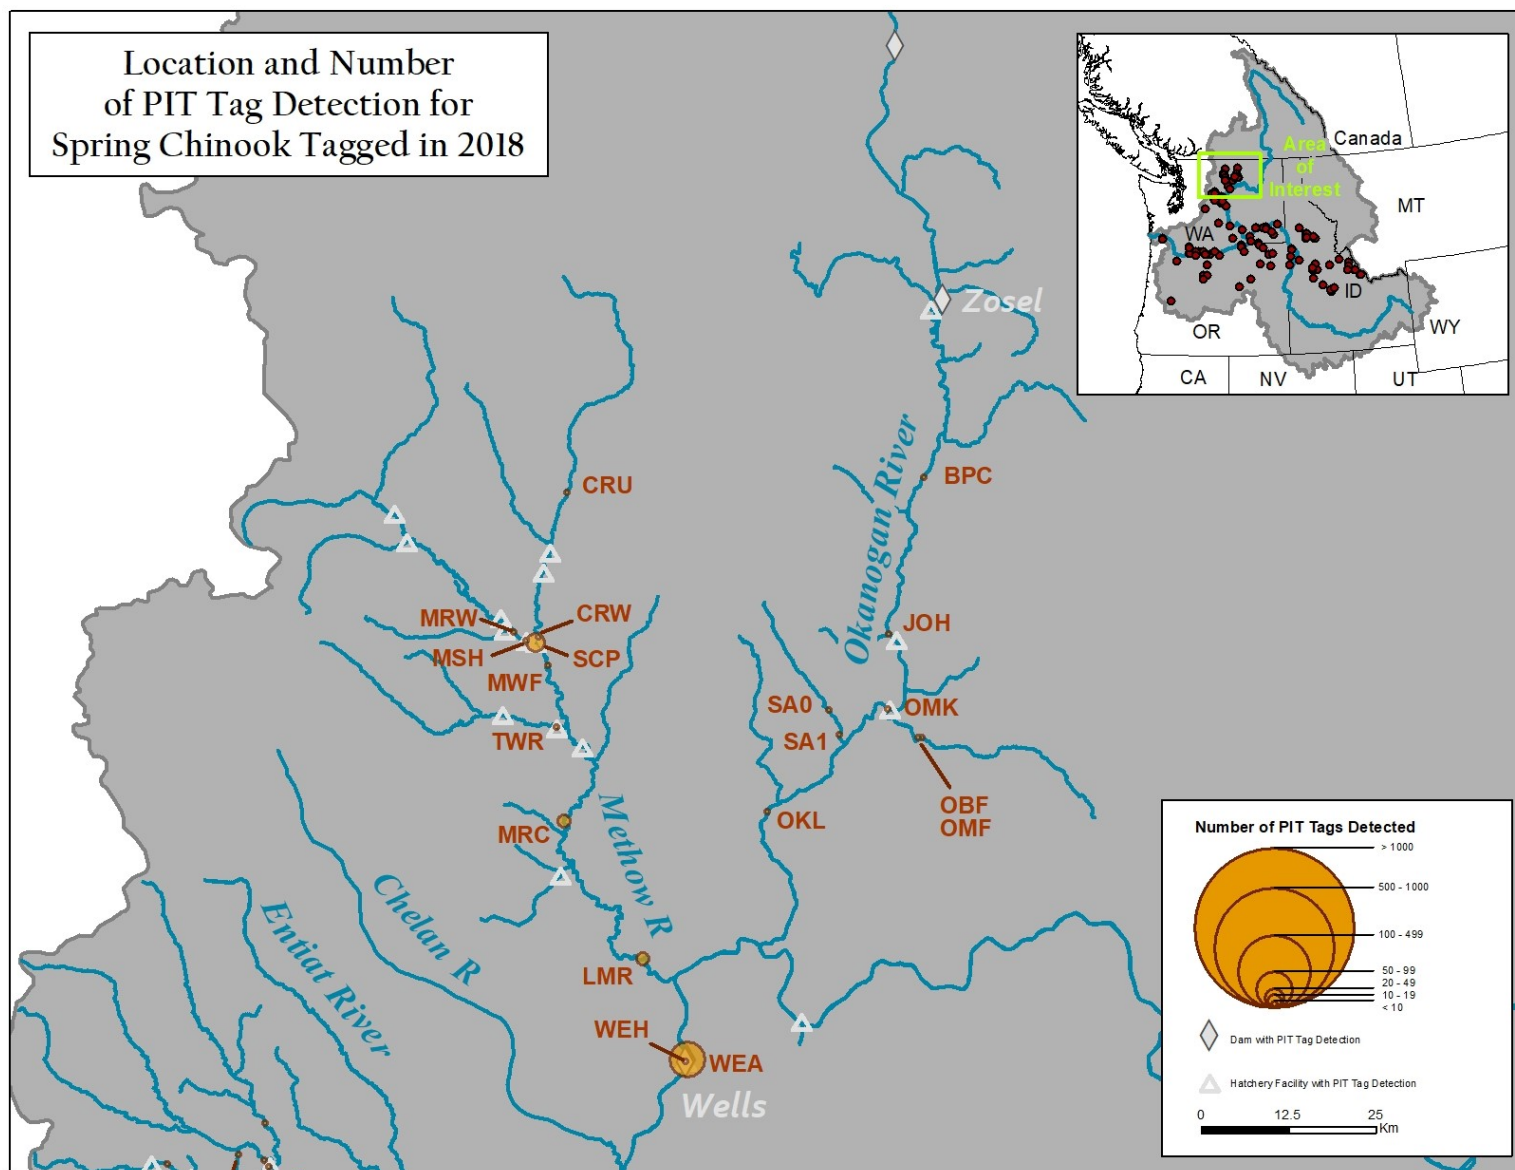 Location and Number
of PIT Tag Detection for
Spring Chinook Tagged in 2018
Canada
Area
of
Interest
MT
WA
ID
OR
WY
CA
NV
UT
Zosel
Okanogan River
BPC
CRU
JOH
MRW
CRW
MSH
SCP
MWF
SA0
OMK
TWR
SA1
OBF
OMF
OKL
MRC
Methow R
Chelan R
Entiat River
LMR
WEH
WEA
Wells
Number of PIT Tags Detected
> 1000
500 - 1000
100 - 499
50 - 99
20 - 49
10 - 19
< 10
Dam with PIT Tag Detection
Hatchery Facility with PIT Tag Detection
0 12.5 25
Km